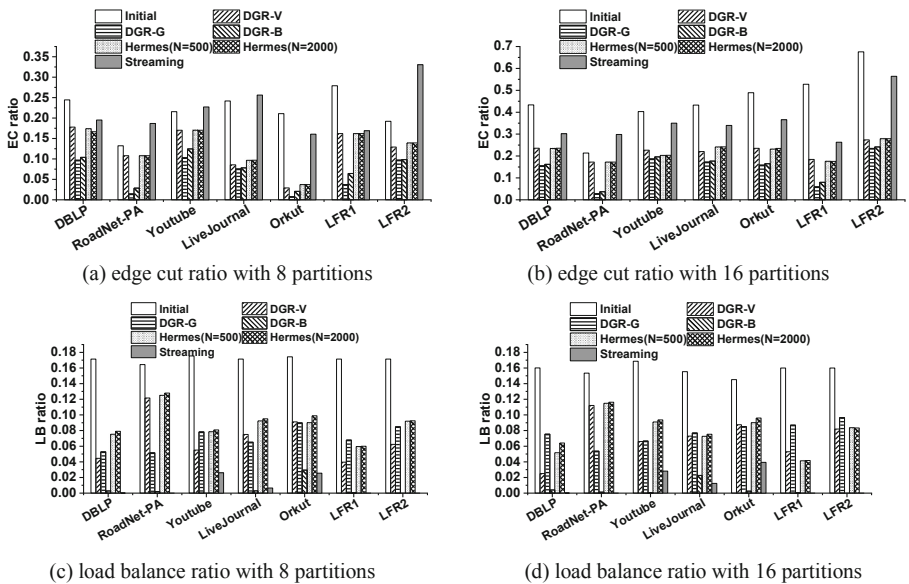 Initial
DGR-V
DGR-G
DGR-B
Hermes(N=500)
Hermes(N=2000)
Streaming
EC ratio
0.35
0.30
0.25
0.20
0.15
0.10
0.05
0.00
DBLP
RoadNet-PA
Youtube
LiveJournal
Orkut
LFR1
LFR2
(a) edge cut ratio with 8 partitions
Initial
DGR-V
DGR-G
DGR-B
Hermes(N=500)
Hermes(N=2000)
Streaming
EC ratio
0.7
0.6
0.5
0.4
0.3
0.2
0.1
0.0
DBLP
RoadNet-PA
Youtube
LiveJournal
Orkut
LFR1
LFR2
(b) edge cut ratio with 16 partitions
Initial
DGR-V
DGR-G
DGR-B
Hermes(N=500)
Hermes(N=2000)
Streaming
LB ratio
0.18
0.16
0.14
0.12
0.10
0.08
0.06
0.04
0.02
0.00
DBLP
RoadNet-PA
Youtube
LiveJournal
Orkut
LFR1
LFR2
(c) load balance ratio with 8 partitions
Initial
DGR-V
DGR-G
DGR-B
Hermes(N=500)
Hermes(N=2000)
Streaming
LB ratio
0.18
0.16
0.14
0.12
0.10
0.08
0.06
0.04
0.02
0.00
DBLP
RoadNet-PA
Youtube
LiveJournal
Orkut
LFR1
LFR2
(d) load balance ratio with 16 partitions